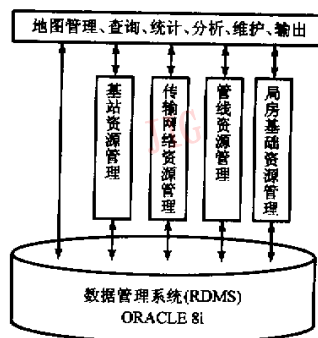 地图管理、查询、统计、分析、维护、输出
基站资源管理
传输网络资源管理
管线资源管理
局房基础资源管理
数据管理系统(RDMS)
ORACLE 8i